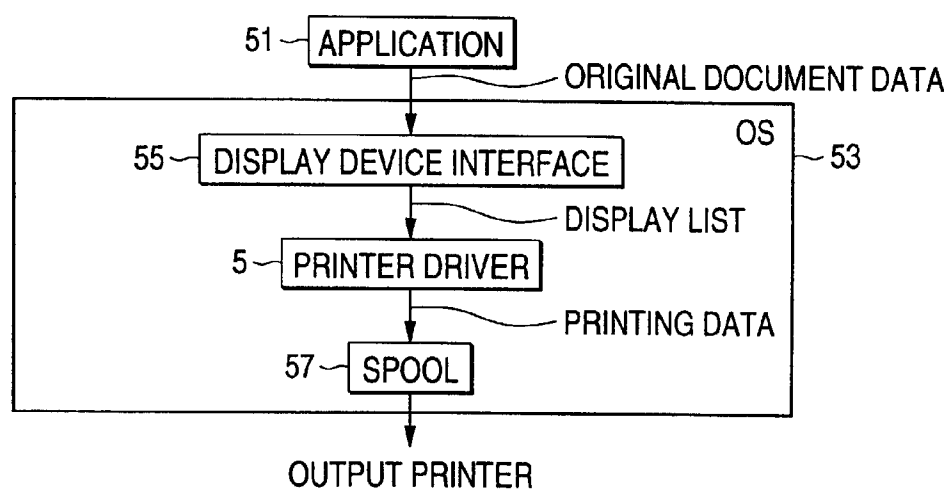 51 APPLICATION
ORIGINAL DOCUMENT DATA
OS
55 DISPLAY DEVICE INTERFACE 53
DISPLAY LIST
5 PRINTER DRIVER
PRINTING DATA
57 SPOOL
OUTPUT PRINTER